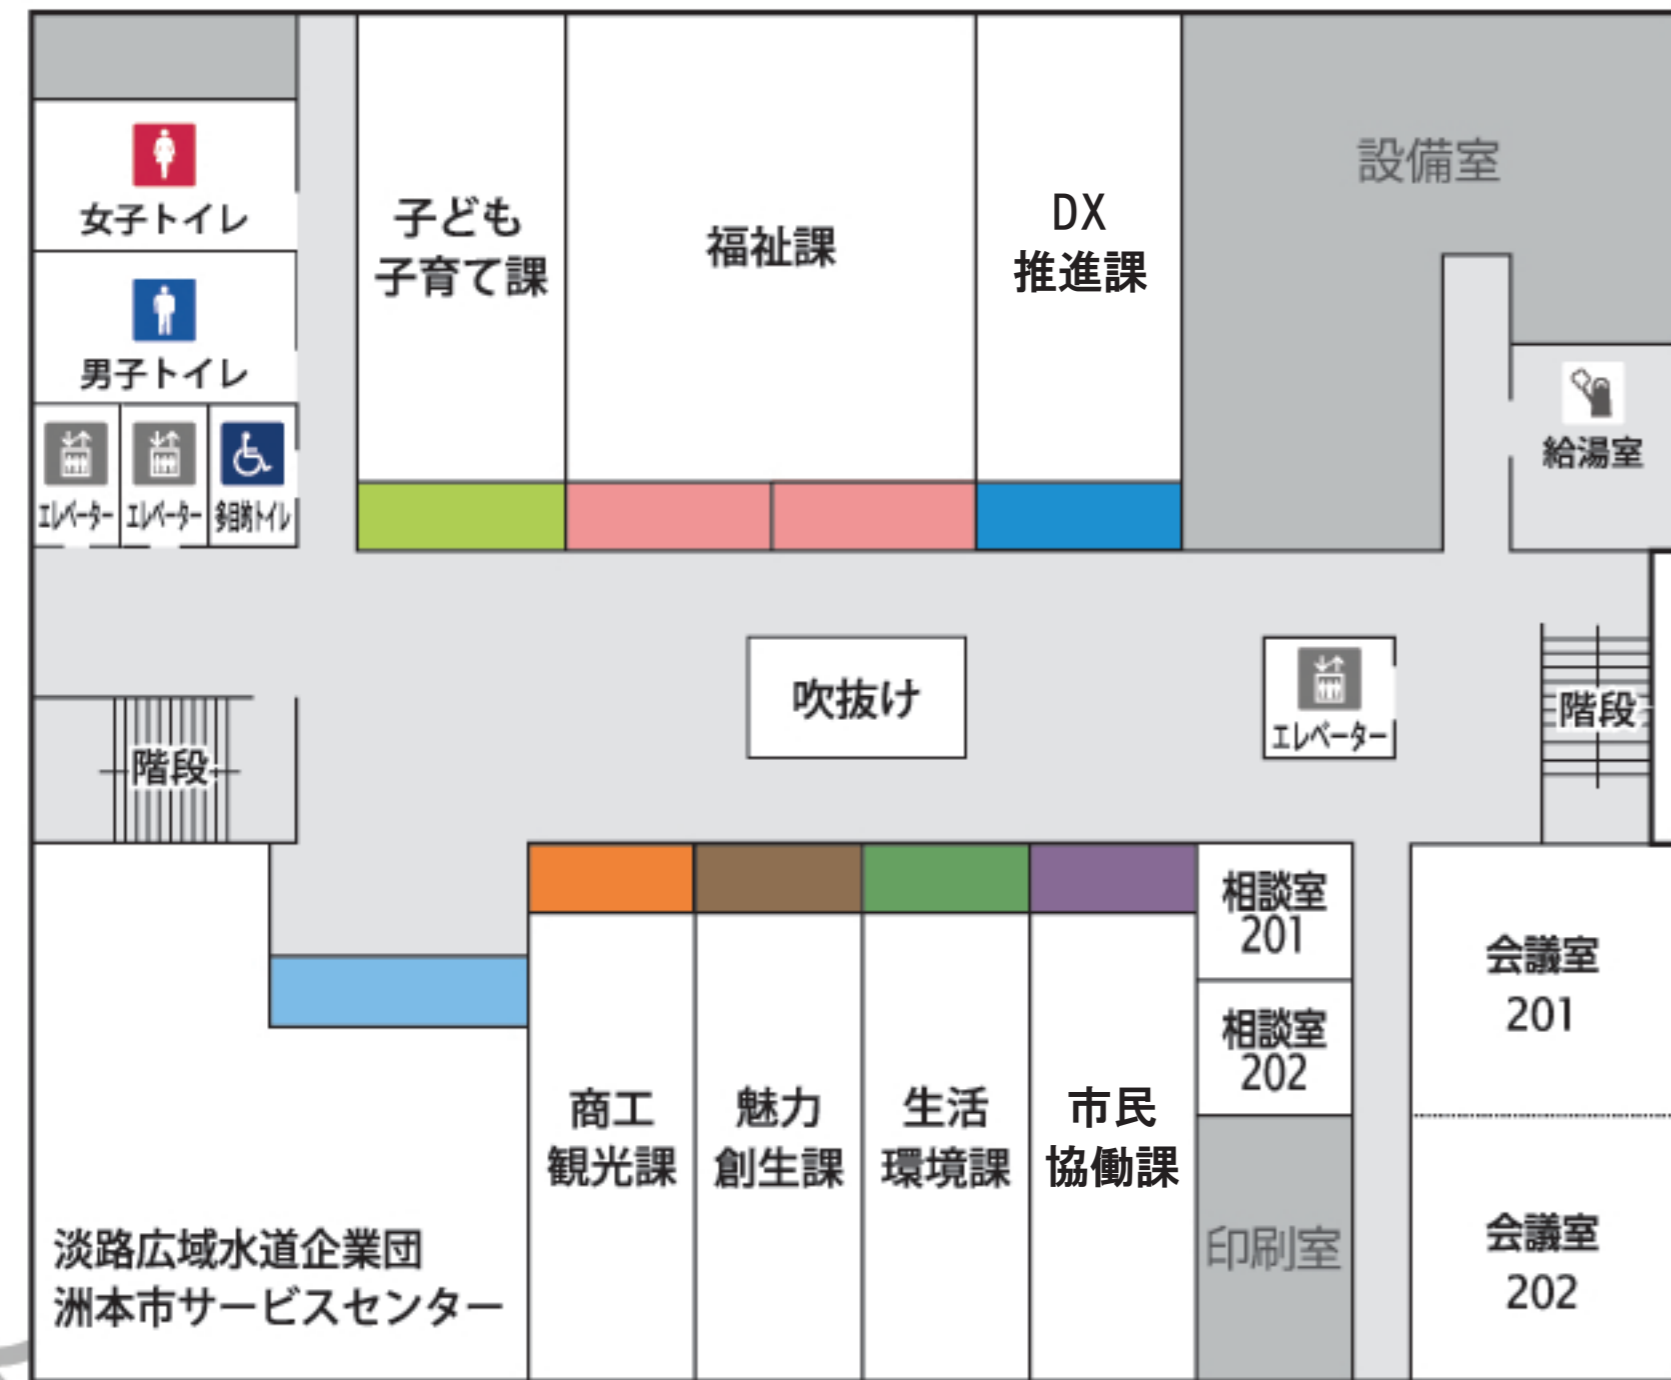 女子トイレ
男子トイレ
エレベーター
エレベーター
多目的トイレ
子ども
子育て課
福祉課
DX
推進課
設備室
給湯室
吹抜け
エレベーター
階段
階段
淡路広域水道企業団
洲本市サービスセンター
商工
観光課
魅力
創生課
生活
環境課
市民
協働課
相談室
201
相談室
202
印刷室
会議室
201
会議室
202